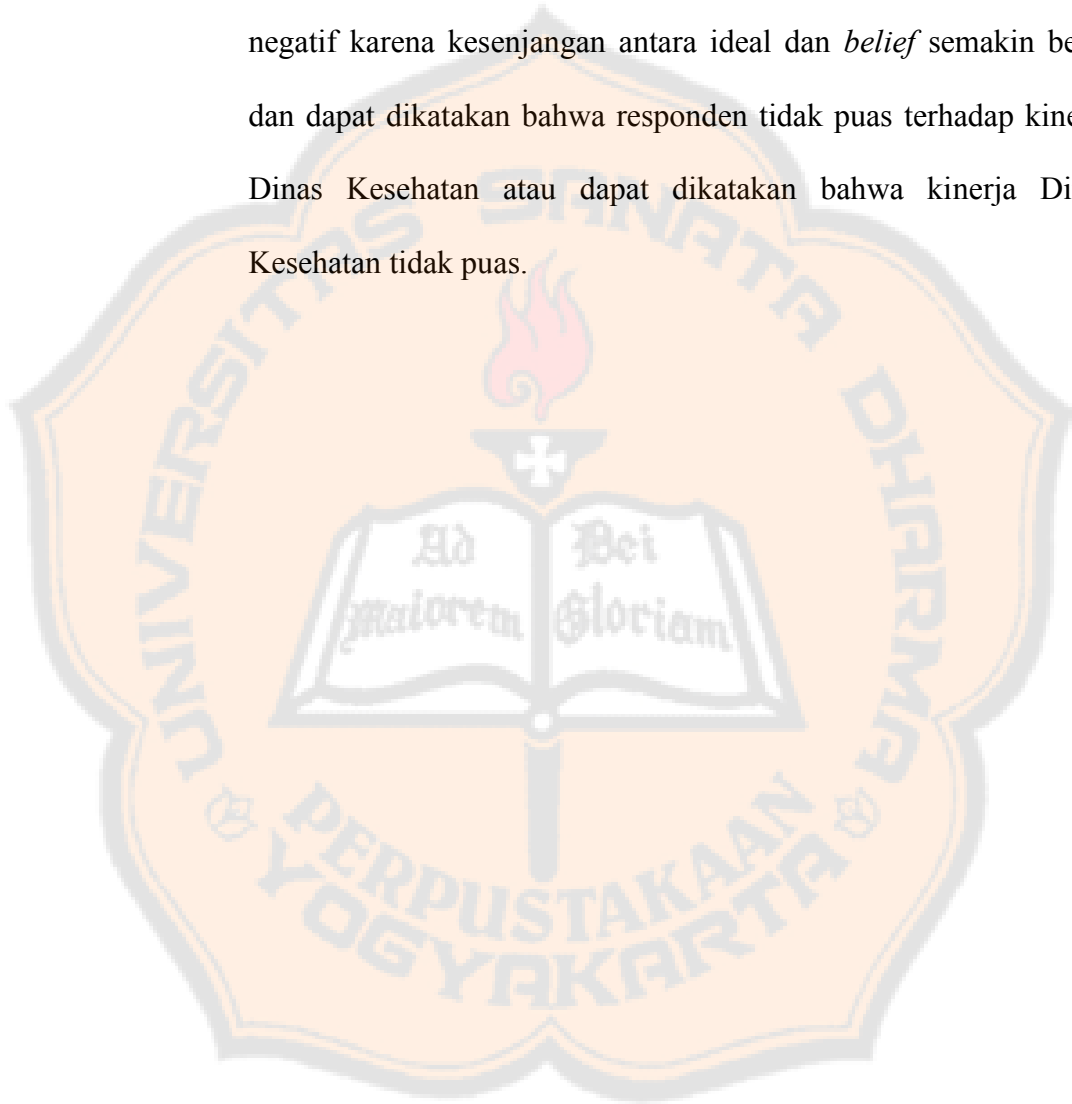 negatif karena kesenjangan antara ideal dan belief semakin be
dan dapat dikatakan bahwa responden tidak puas terhadap kine
Dinas Kesehatan atau dapat dikatakan bahwa kinerja Di
Kesehatan tidak puas.
UNIVERSITAS SANATA DHARMA
Ad Dei
Maiorem Gloriam
PERPUSTAKAAN
YOGYAKARTA